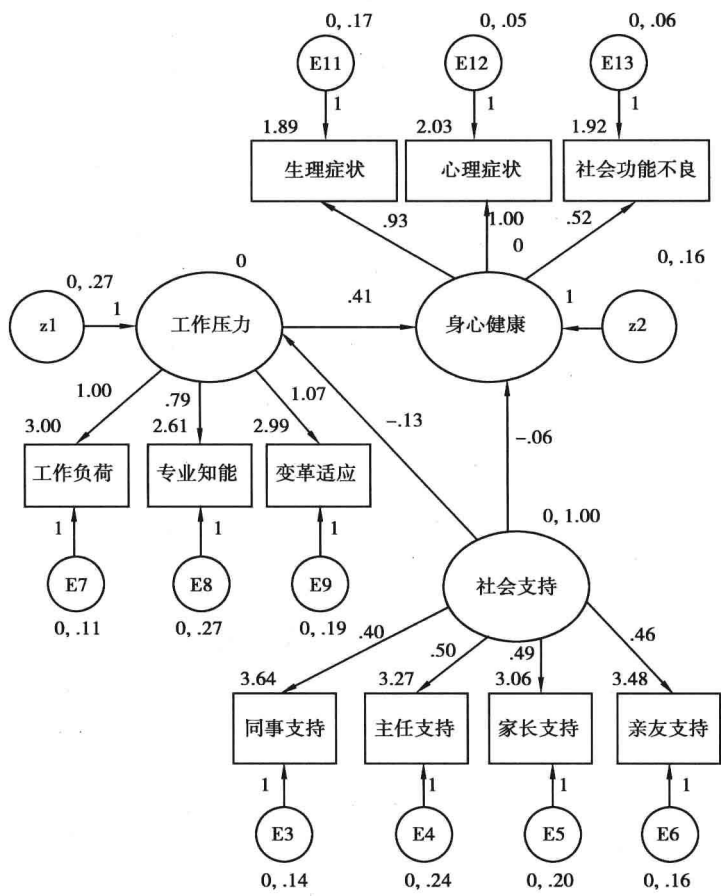 0, .17 0, .05 0, .06
E11 E12 E13
1 1 1
1.89 2.03 1.92
生理症状 心理症状 社会功能不良
.93 1.00 .52
0
0, .27 0 0, .16
z1 1 工作压力 .41 身心健康 1 z2
1.00 .79 1.07 -.13 -.06
3.00 2.61 2.99
工作负荷 专业知能 变革适应
1 1 1
0, 1.00
E7 E8 E9 社会支持
0, .11 0, .27 0, .19
.40 .50 .49 .46
3.64 3.27 3.06 3.48
同事支持 主任支持 家长支持 亲友支持
1 1 1 1
E3 E4 E5 E6
0, .14 0, .24 0, .20 0, .16